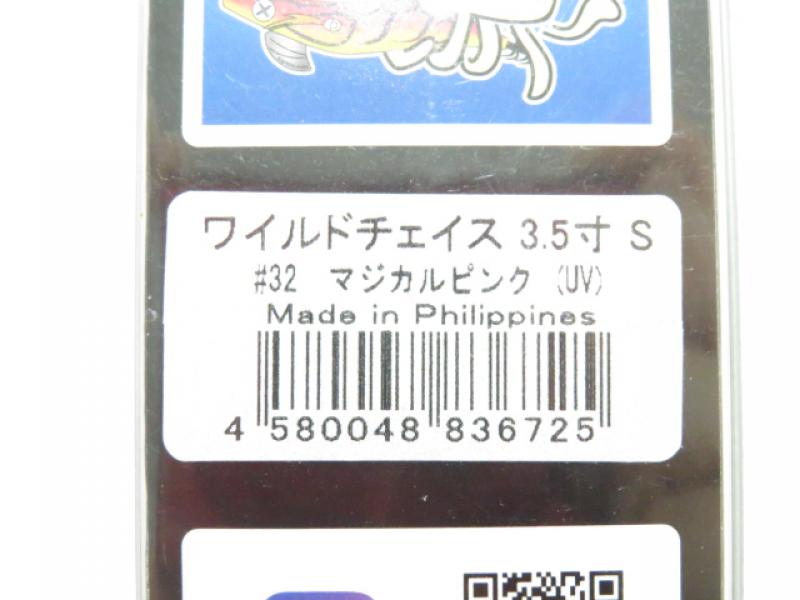 ワイルドチェイス 3.5寸 S
#32 マジカルピンク (UV)
Made in Philippines
4 580048 836725